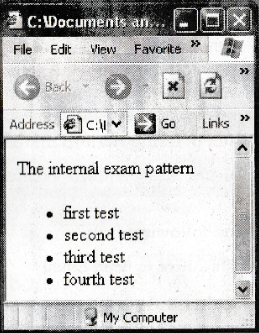 C:\Documents an...
File Edit View Favorite »
Back »
Address C:\I Go Links »
The internal exam pattern
• first test
• second test
• third test
• fourth test
My Computer